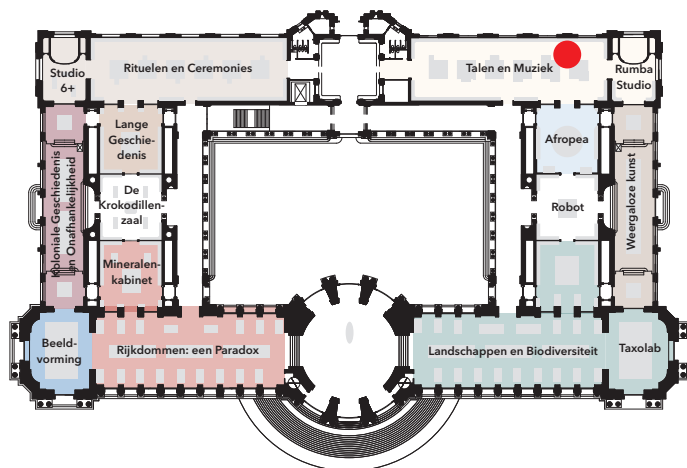 Studio
6+
Rituelen en Ceremonies
Talen en Muziek
Rumba
Studio
Lange
Geschie-
denis
Afropea
Koloniale Geschiedenis
en Onafhankelijkheid
De
Krokodillen-
zaal
Robot
Weergaloze kunst
Mineralen-
kabinet
Beeld-
vorming
Rijkdommen: een Paradox
Landschappen en Biodiversiteit
Taxolab